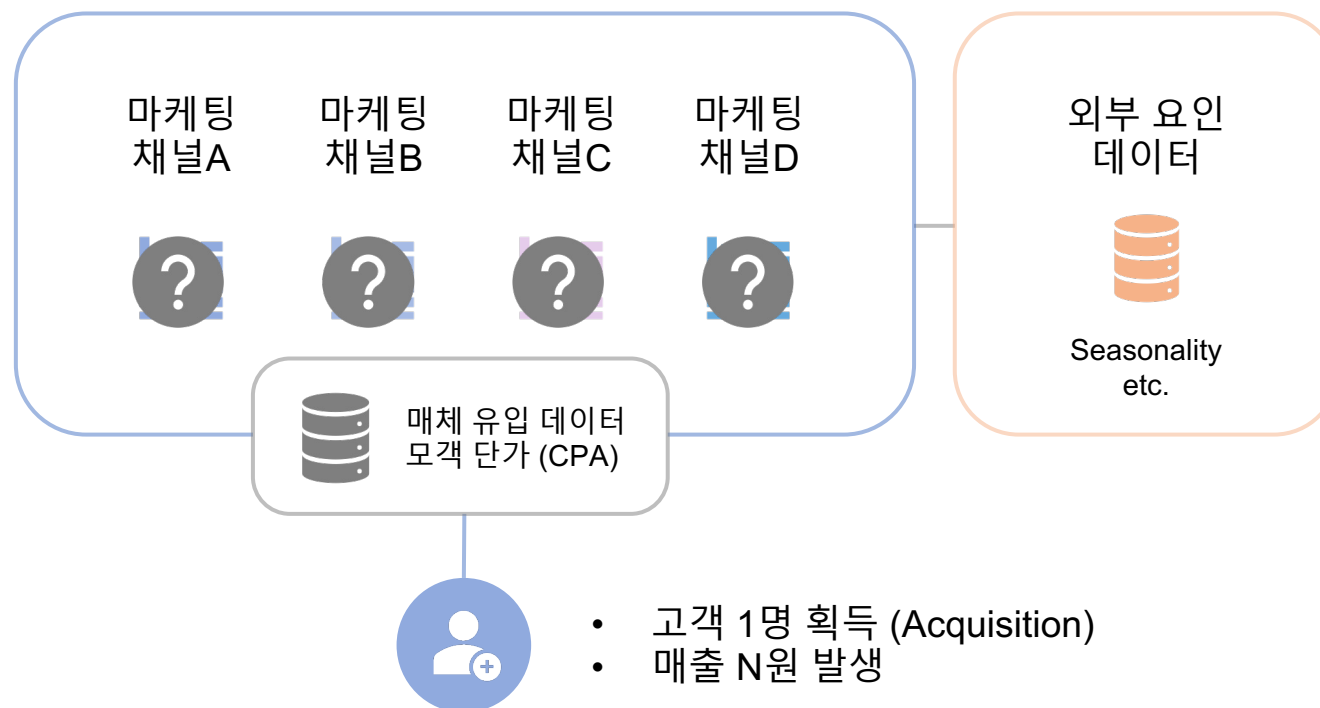 마케팅
채널A
마케팅
채널B
마케팅
채널C
마케팅
채널D
외부 요인
데이터
?
?
?
?
Seasonality
etc.
매체 유입 데이터
모객 단가 (CPA)
• 고객 1명 획득 (Acquisition)
• 매출 N원 발생